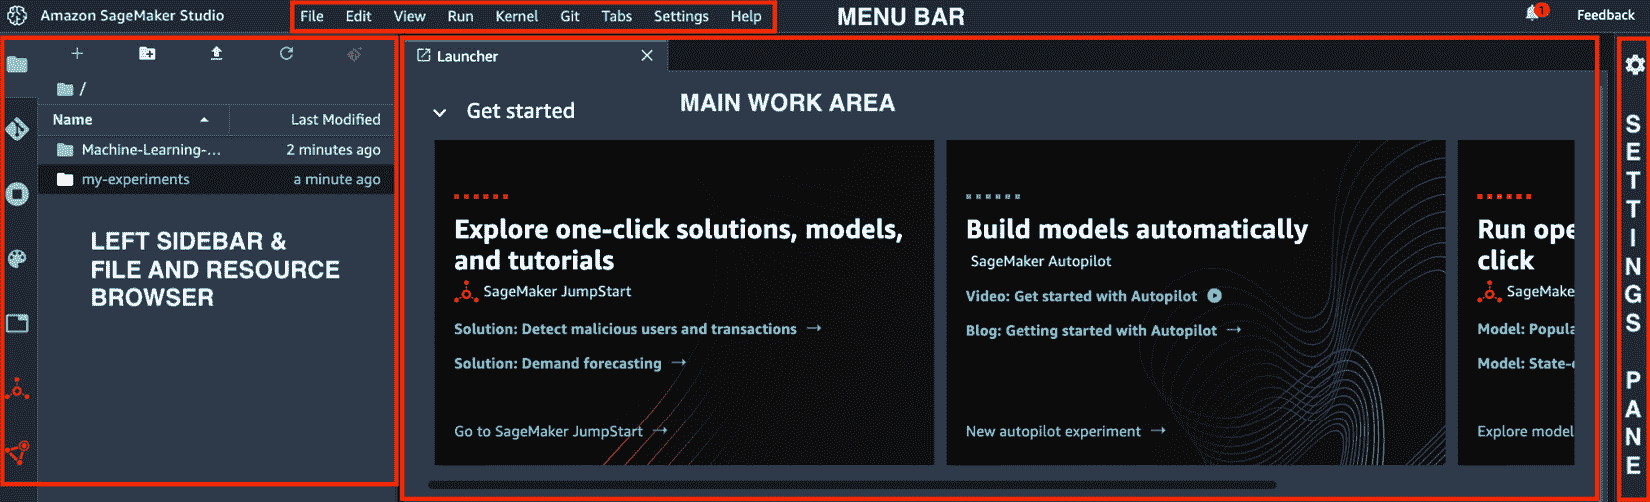 Amazon SageMaker Studio File Edit View Run Kernel Git Tabs Settings Help MENU BAR 1 Feedback
Launcher
/
Get started
MAIN WORK AREA
Name Last Modified
Machine-Learning-... 2 minutes ago
my-experiments a minute ago
LEFT SIDEBAR &
FILE AND RESOURCE
BROWSER
Explore one-click solutions, models,
and tutorials
SageMaker JumpStart
Solution: Detect malicious users and transactions →
Solution: Demand forecasting →
Go to SageMaker JumpStart →
Build models automatically
SageMaker Autopilot
Video: Get started with Autopilot
Blog: Getting started with Autopilot →
New autopilot experiment →
Run ope
click
SageMake
Model: Popula
Model: State-
Explore model
SETTINGS PANE